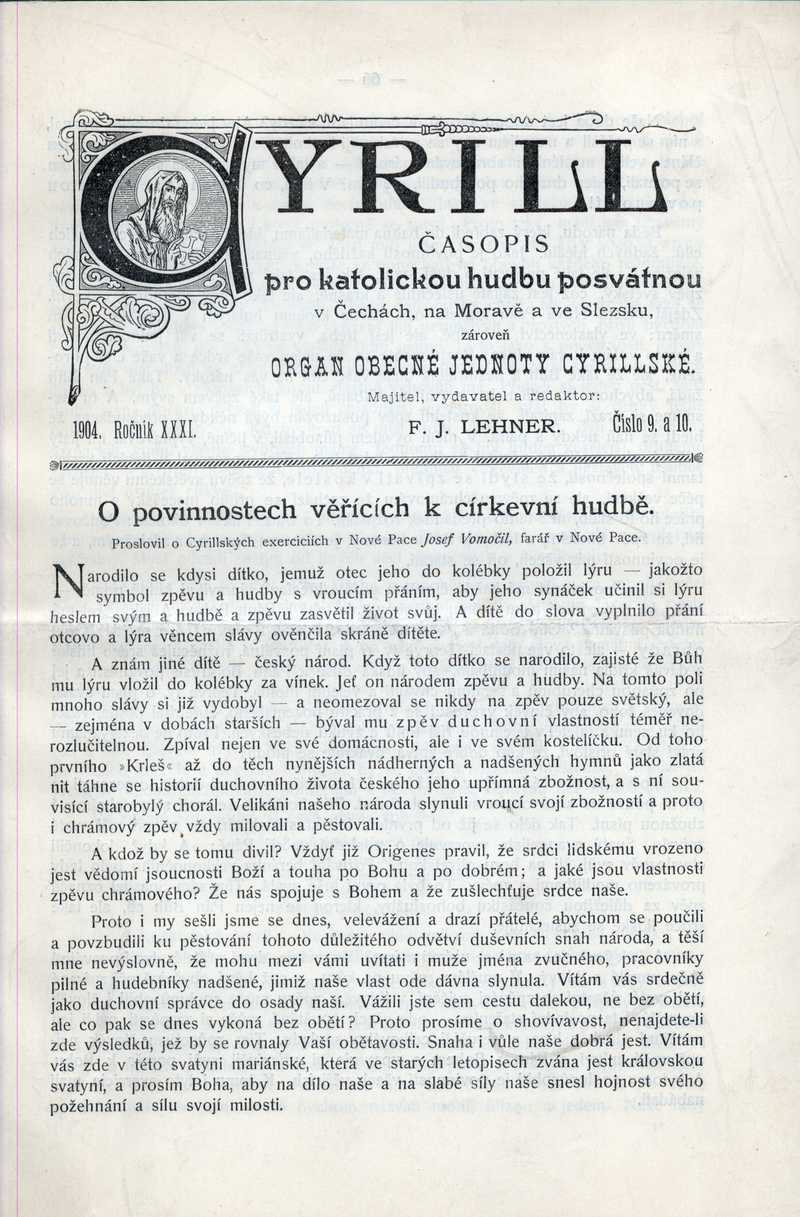 CYRILL
ČASOPIS
pro katolickou hudbu posvátnou
v Čechách, na Moravě a ve Slezsku,
zároveň
ORGAN OBECNÉ JEDNOTY CYRILLSKÉ.
Majitel, vydavatel a redaktor:
1904. Ročník XXXI. F. J. LEHNER. Číslo 9. a 10.
O povinnostech věřících k církevní hudbě.
Proslovil o Cyrillských exerciciích v Nové Pace Josef Vomočil, farář v Nové Pace.
Narodilo se kdysi dítko, jemuž otec jeho do kolébky položil lýru — jakožto
symbol zpěvu a hudby s vroucím přáním, aby jeho synáček učinil si lýru
heslem svým a hudbě a zpěvu zasvětil život svůj. A dítě do slova vyplnilo přání
otcovo a lýra věncem slávy ověnčila skráně dítěte.
A znám jiné dítě — český národ. Když toto dítko se narodilo, zajisté že Bůh
mu lýru vložil do kolébky za vínek. Jeť on národem zpěvu a hudby. Na tomto poli
mnoho slávy si již vydobyl — a neomezoval se nikdy na zpěv pouze světský, ale
— zejména v dobách starších — býval mu zpěv duchovní vlastností téměř ne-
rozlučitelnou. Zpíval nejen ve své domácnosti, ale i ve svém kostelíčku. Od toho
prvního »Krleš« až do těch nynějších nádherných a nadšených hymnů jako zlatá
nit táhne se historií duchovního života českého jeho upřímná zbožnost, a s ní sou-
visící starobylý chorál. Velikáni našeho národa slynuli vroucí svojí zbožností a proto
i chrámový zpěv vždy milovali a pěstovali.
A kdož by se tomu divil? Vždyť již Origenes pravil, že srdci lidskému vrozeno
jest vědomí jsoucnosti Boží a touha po Bohu a po dobrém; a jaké jsou vlastnosti
zpěvu chrámového? Že nás spojuje s Bohem a že zušlechťuje srdce naše.
Proto i my sešli jsme se dnes, velevážení a drazí přátelé, abychom se poučili
a povzbudili ku pěstování tohoto důležitého odvětví duševních snah národa, a těší
mne nevýslovně, že mohu mezi vámi uvítati i muže jména zvučného, pracovníky
pilné a hudebníky nadšené, jimiž naše vlast ode dávna slynula. Vítám vás srdečně
jako duchovní správce do osady naší. Vážili jste sem cestu dalekou, ne bez obětí,
ale co pak se dnes vykoná bez obětí? Proto prosíme o shovívavost, nenajdete-li
zde výsledků, jež by se rovnaly Vaší obětavosti. Snaha i vůle naše dobrá jest. Vítám
vás zde v této svatyni mariánské, která ve starých letopisech zvána jest královskou
svatyní, a prosím Boha, aby na dílo naše a na slabé síly naše snesl hojnost svého
požehnání a sílu svojí milosti.